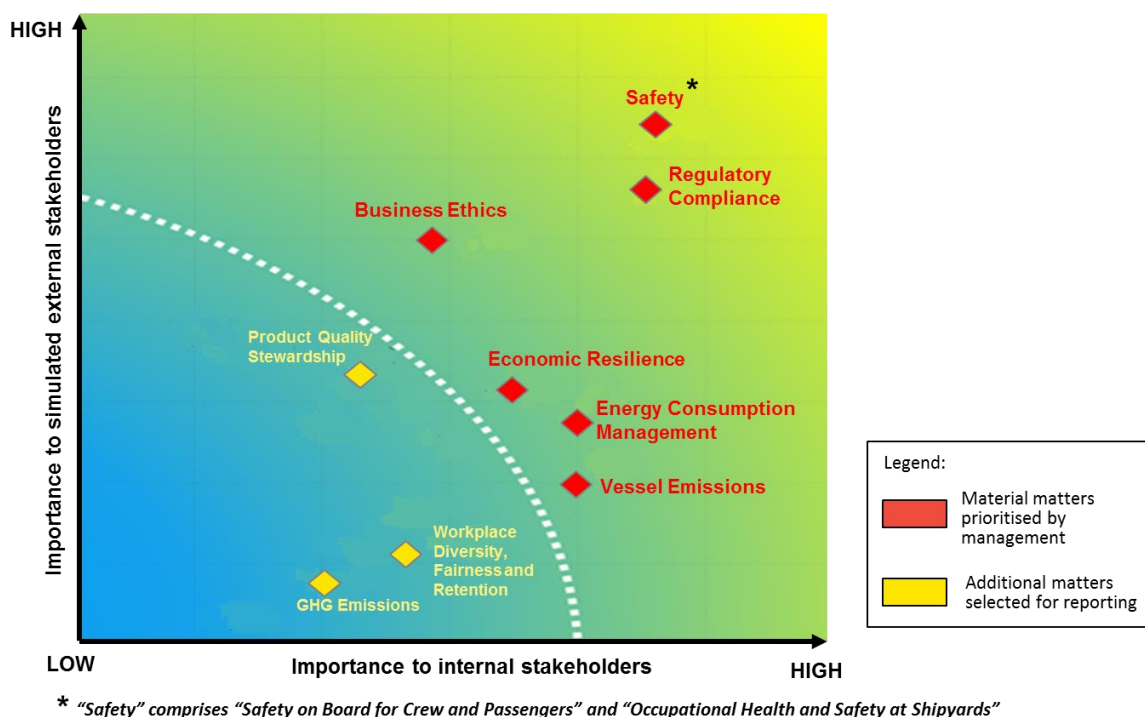 HIGH
Importance to simulated external stakeholders
Safety *
Regulatory
Compliance
Business Ethics
Product Quality
Stewardship
Economic Resilience
Energy Consumption
Management
Vessel Emissions
Workplace
Diversity,
Fairness and
Retention
GHG Emissions
LOW
Importance to internal stakeholders
HIGH
Legend:
Material matters
prioritised by
management
Additional matters
selected for reporting
* “Safety” comprises “Safety on Board for Crew and Passengers” and “Occupational Health and Safety at Shipyards”